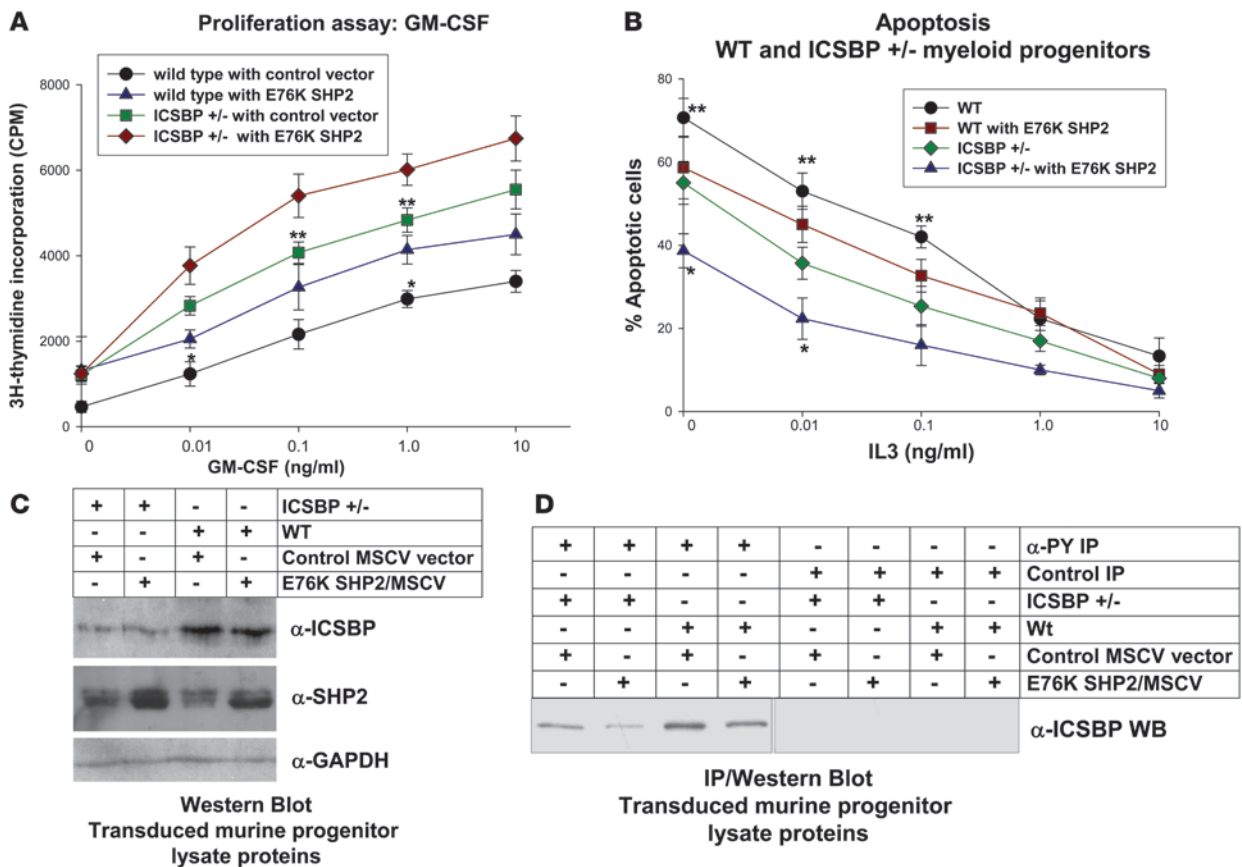 A
Proliferation assay: GM-CSF
wild type with control vector
wild type with E76K SHP2
ICSBP +/- with control vector
ICSBP +/- with E76K SHP2
3H-thymidine incorporation (CPM)
8000
6000
4000
2000
0
** ** * *
0 0.01 0.1 1.0 10
GM-CSF (ng/ml)
B
Apoptosis
WT and ICSBP +/- myeloid progenitors
WT
WT with E76K SHP2
ICSBP +/-
ICSBP +/- with E76K SHP2
% Apoptotic cells
80
60
40
20
0
** ** ** * *
0 0.01 0.1 1.0 10
IL3 (ng/ml)
C
+ + - - ICSBP +/-
- - + + WT
+ - + - Control MSCV vector
- + - + E76K SHP2/MSCV
α-ICSBP
α-SHP2
α-GAPDH
Western Blot
Transduced murine progenitor
lysate proteins
D
+ + + + - - - - α-PY IP
- - - - + + + + Control IP
+ + - - + + - - ICSBP +/-
- - + + - - + + Wt
+ - + - + - + - Control MSCV vector
- + - + - + - + E76K SHP2/MSCV
α-ICSBP WB
IP/Western Blot
Transduced murine progenitor
lysate proteins